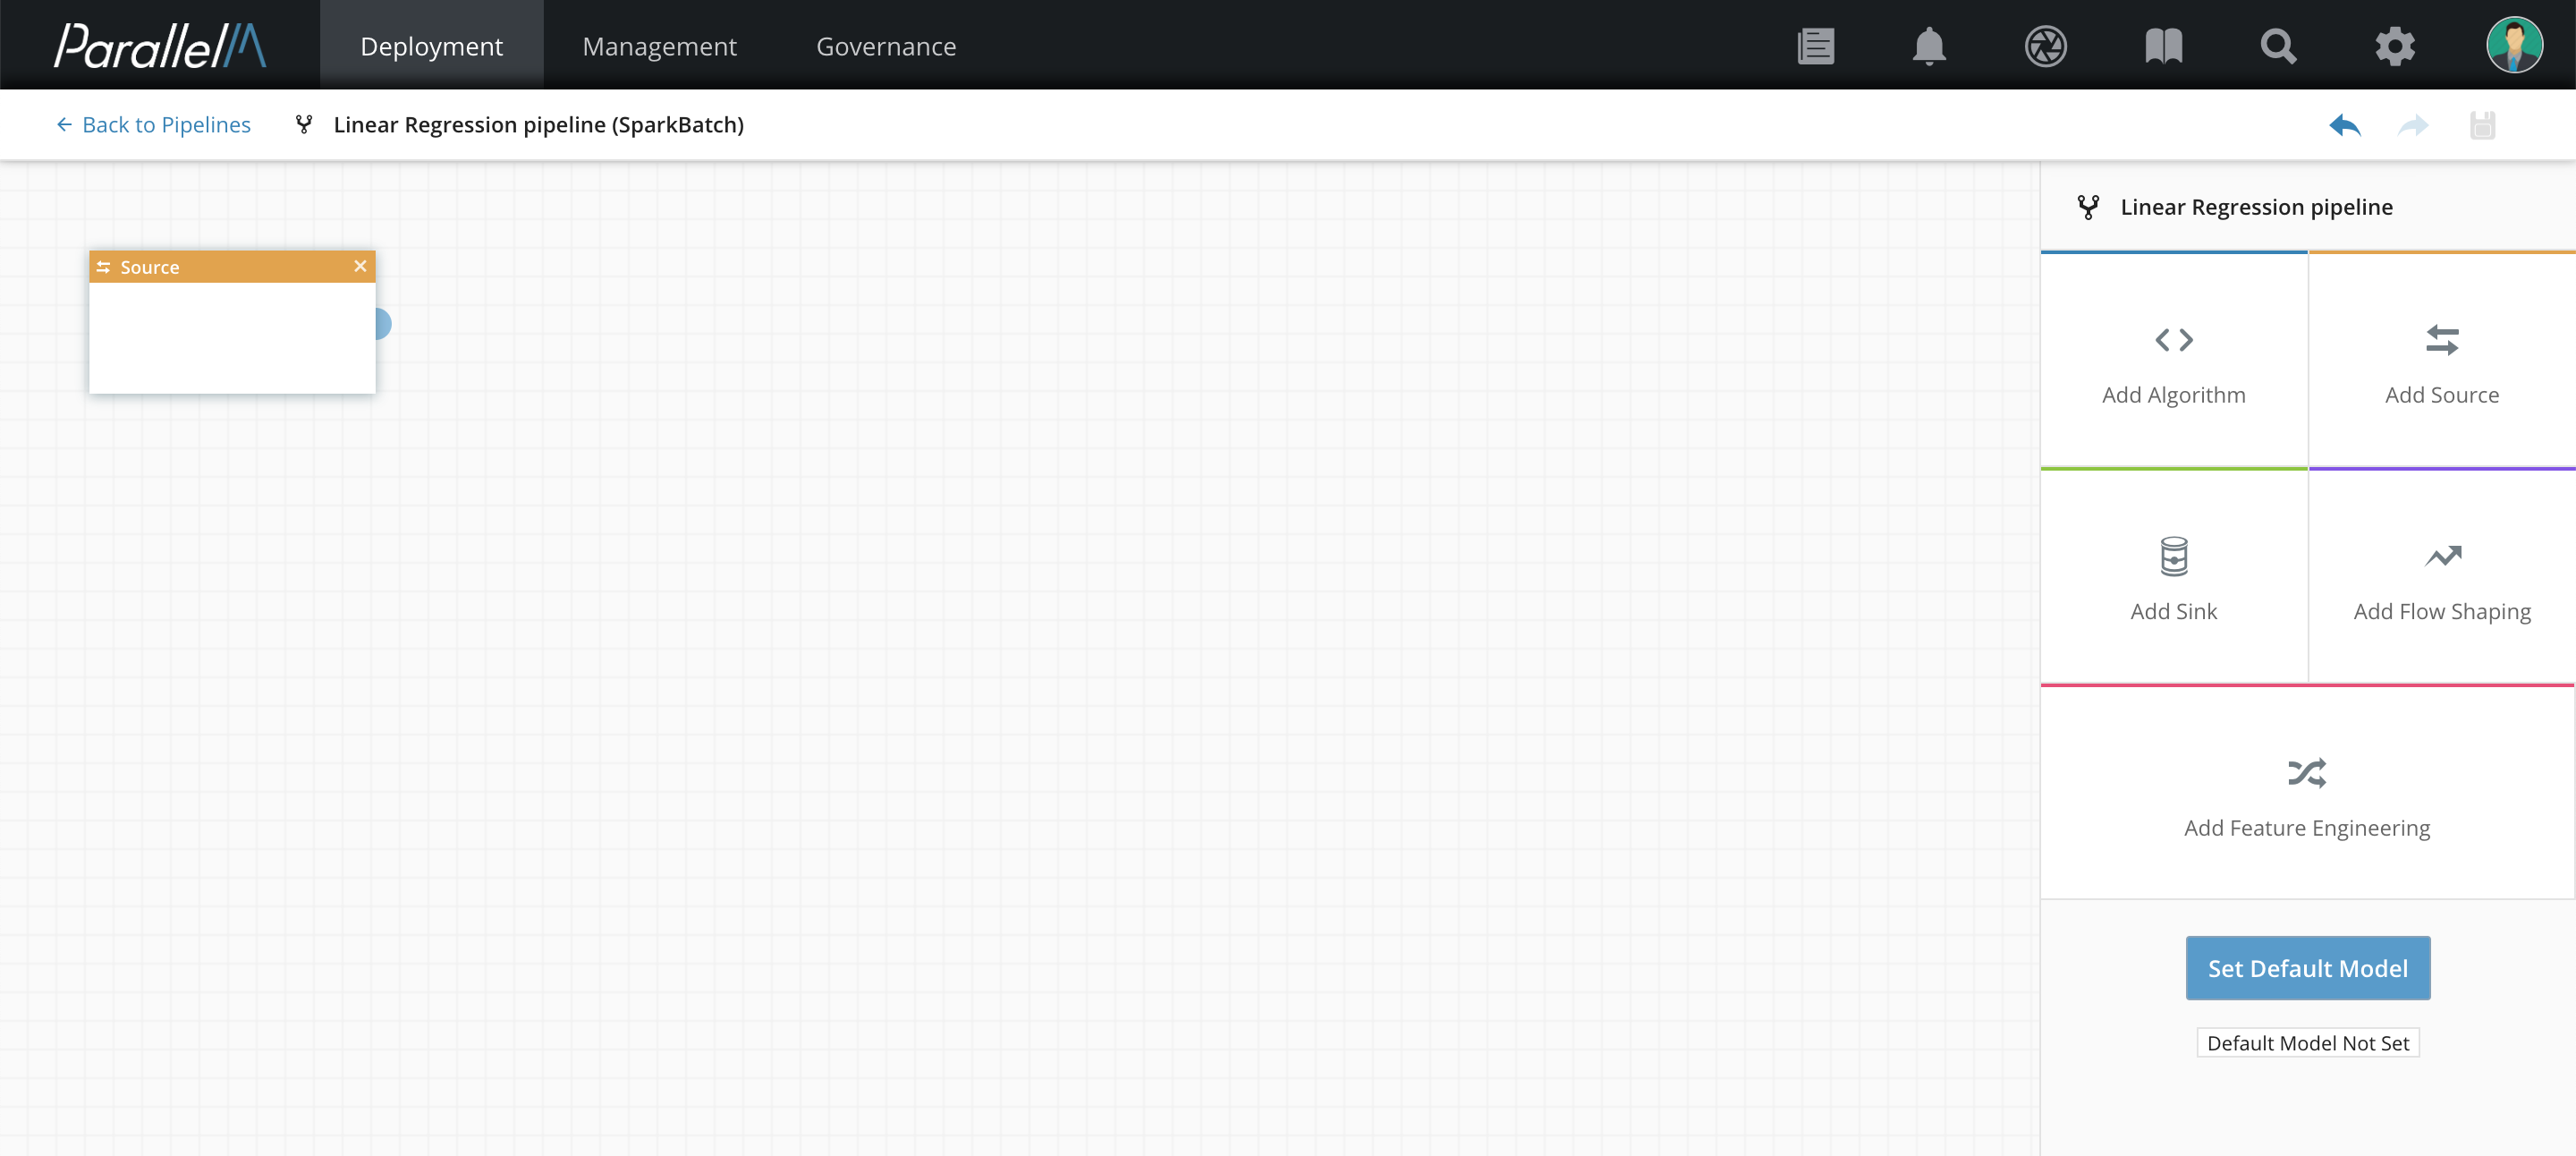 ParallelM
Deployment
Management
Governance
← Back to Pipelines
Linear Regression pipeline (SparkBatch)
Source
Linear Regression pipeline
Add Algorithm
Add Source
Add Sink
Add Flow Shaping
Add Feature Engineering
Set Default Model
Default Model Not Set